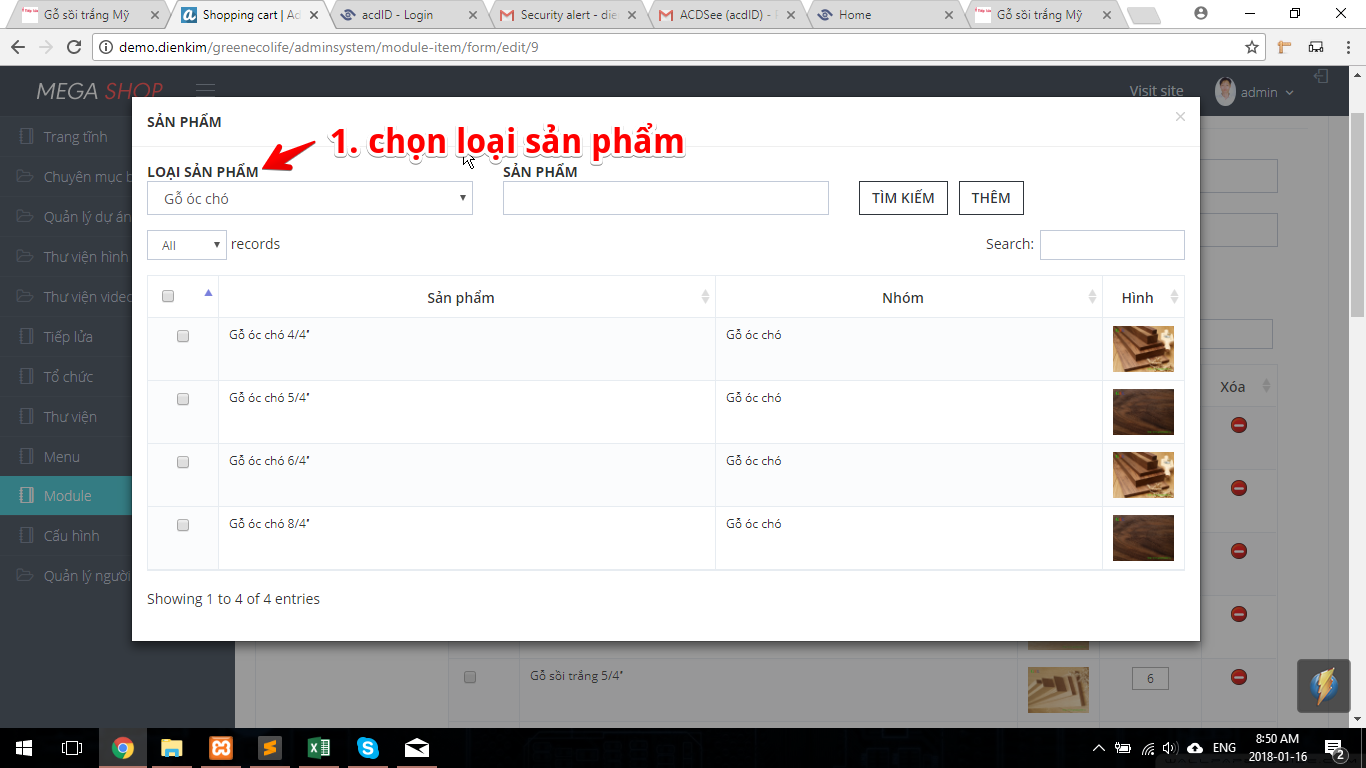 Gỗ sồi trắng Mỹ
Shopping cart | Ad
acdID - Login
Security alert - die
ACDSee (acdID) -
Home
Gỗ sồi trắng Mỹ
demo.dienkim/greenecolife/adminsystem/module-item/form/edit/9
MEGA SHOP
Visit site
admin
Trang tĩnh
Chuyên mục b
Quản lý dự án
Thư viện hình
Thư viện video
Tiếp lửa
Tổ chức
Thư viện
Menu
Module
Cấu hình
Quản lý người
SẢN PHẨM
×
1. chọn loại sản phẩm
LOẠI SẢN PHẨM
SẢN PHẨM
Gỗ óc chó
TÌM KIẾM
THÊM
All records
Search:
Sản phẩm Nhóm Hình
Gỗ óc chó 4/4" Gỗ óc chó
Gỗ óc chó 5/4" Gỗ óc chó
Gỗ óc chó 6/4" Gỗ óc chó
Gỗ óc chó 8/4" Gỗ óc chó
Showing 1 to 4 of 4 entries
Xóa
Gỗ sồi trắng 5/4" 6
ENG
8:50 AM
2018-01-16
2